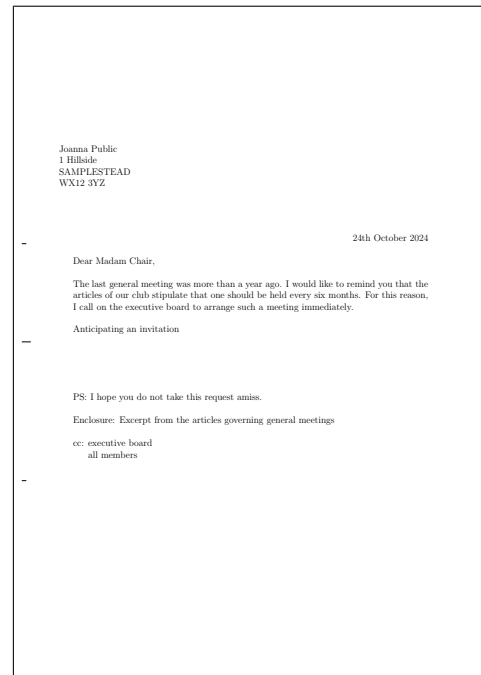 Joanna Public
1 Hillside
SAMPLESTEAD
WX12 3YZ
24th October 2024
Dear Madam Chair,
The last general meeting was more than a year ago. I would like to remind you that the
articles of our club stipulate that one should be held every six months. For this reason,
I call on the executive board to arrange such a meeting immediately.
Anticipating an invitation
PS: I hope you do not take this request amiss.
Enclosure: Excerpt from the articles governing general meetings
cc: executive board
all members